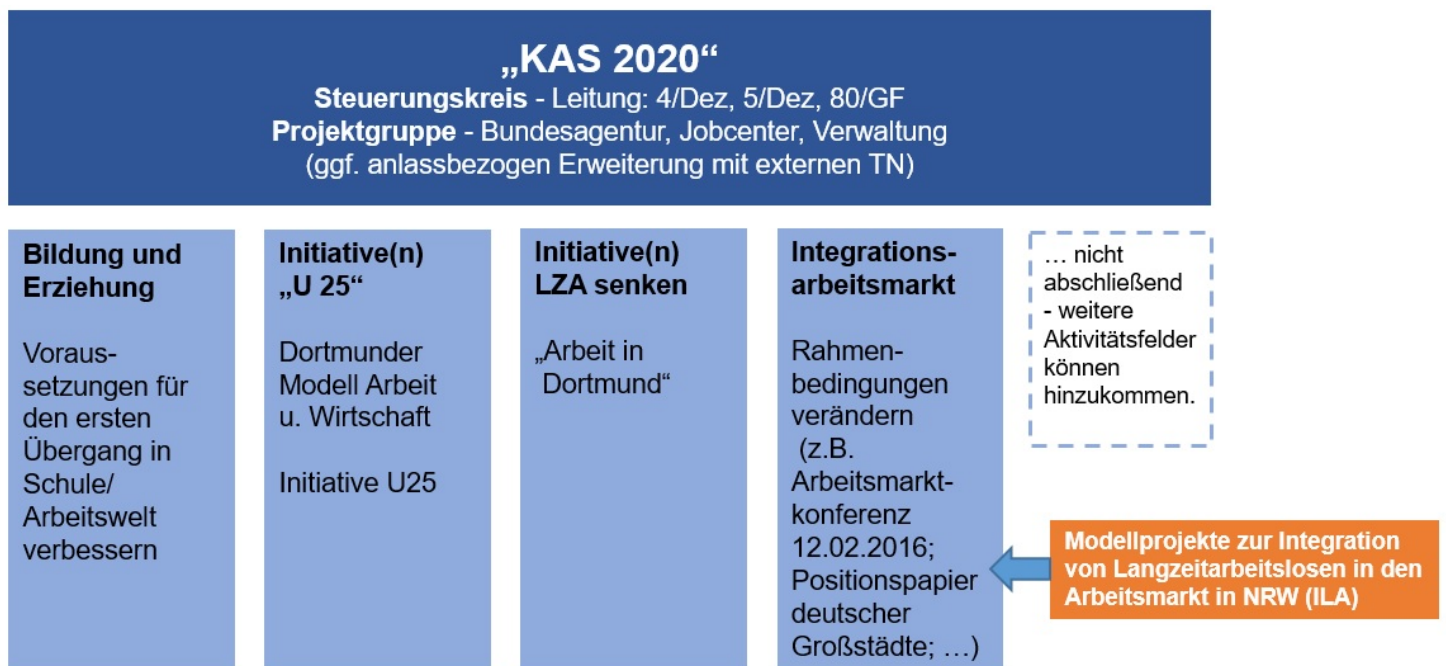 „KAS 2020“
Steuerungskreis - Leitung: 4/Dez, 5/Dez, 80/GF
Projektgruppe - Bundesagentur, Jobcenter, Verwaltung
(ggf. anlassbezogen Erweiterung mit externen TN)
Bildung und
Erziehung
Voraus-
setzungen für
den ersten
Übergang in
Schule/
Arbeitswelt
verbessern
Initiative(n)
„U 25“
Dortmunder
Modell Arbeit
u. Wirtschaft
Initiative U25
Initiative(n)
LZA senken
„Arbeit in
Dortmund“
Integrations-
arbeitsmarkt
Rahmen-
bedingungen
verändern
(z.B.
Arbeitsmarkt-
konferenz
12.02.2016;
Positionspapier
deutscher
Großstädte; …)
… nicht
abschließend
- weitere
Aktivitätsfelder
können
hinzukommen.
Modellprojekte zur Integration
von Langzeitarbeitslosen in den
Arbeitsmarkt in NRW (ILA)